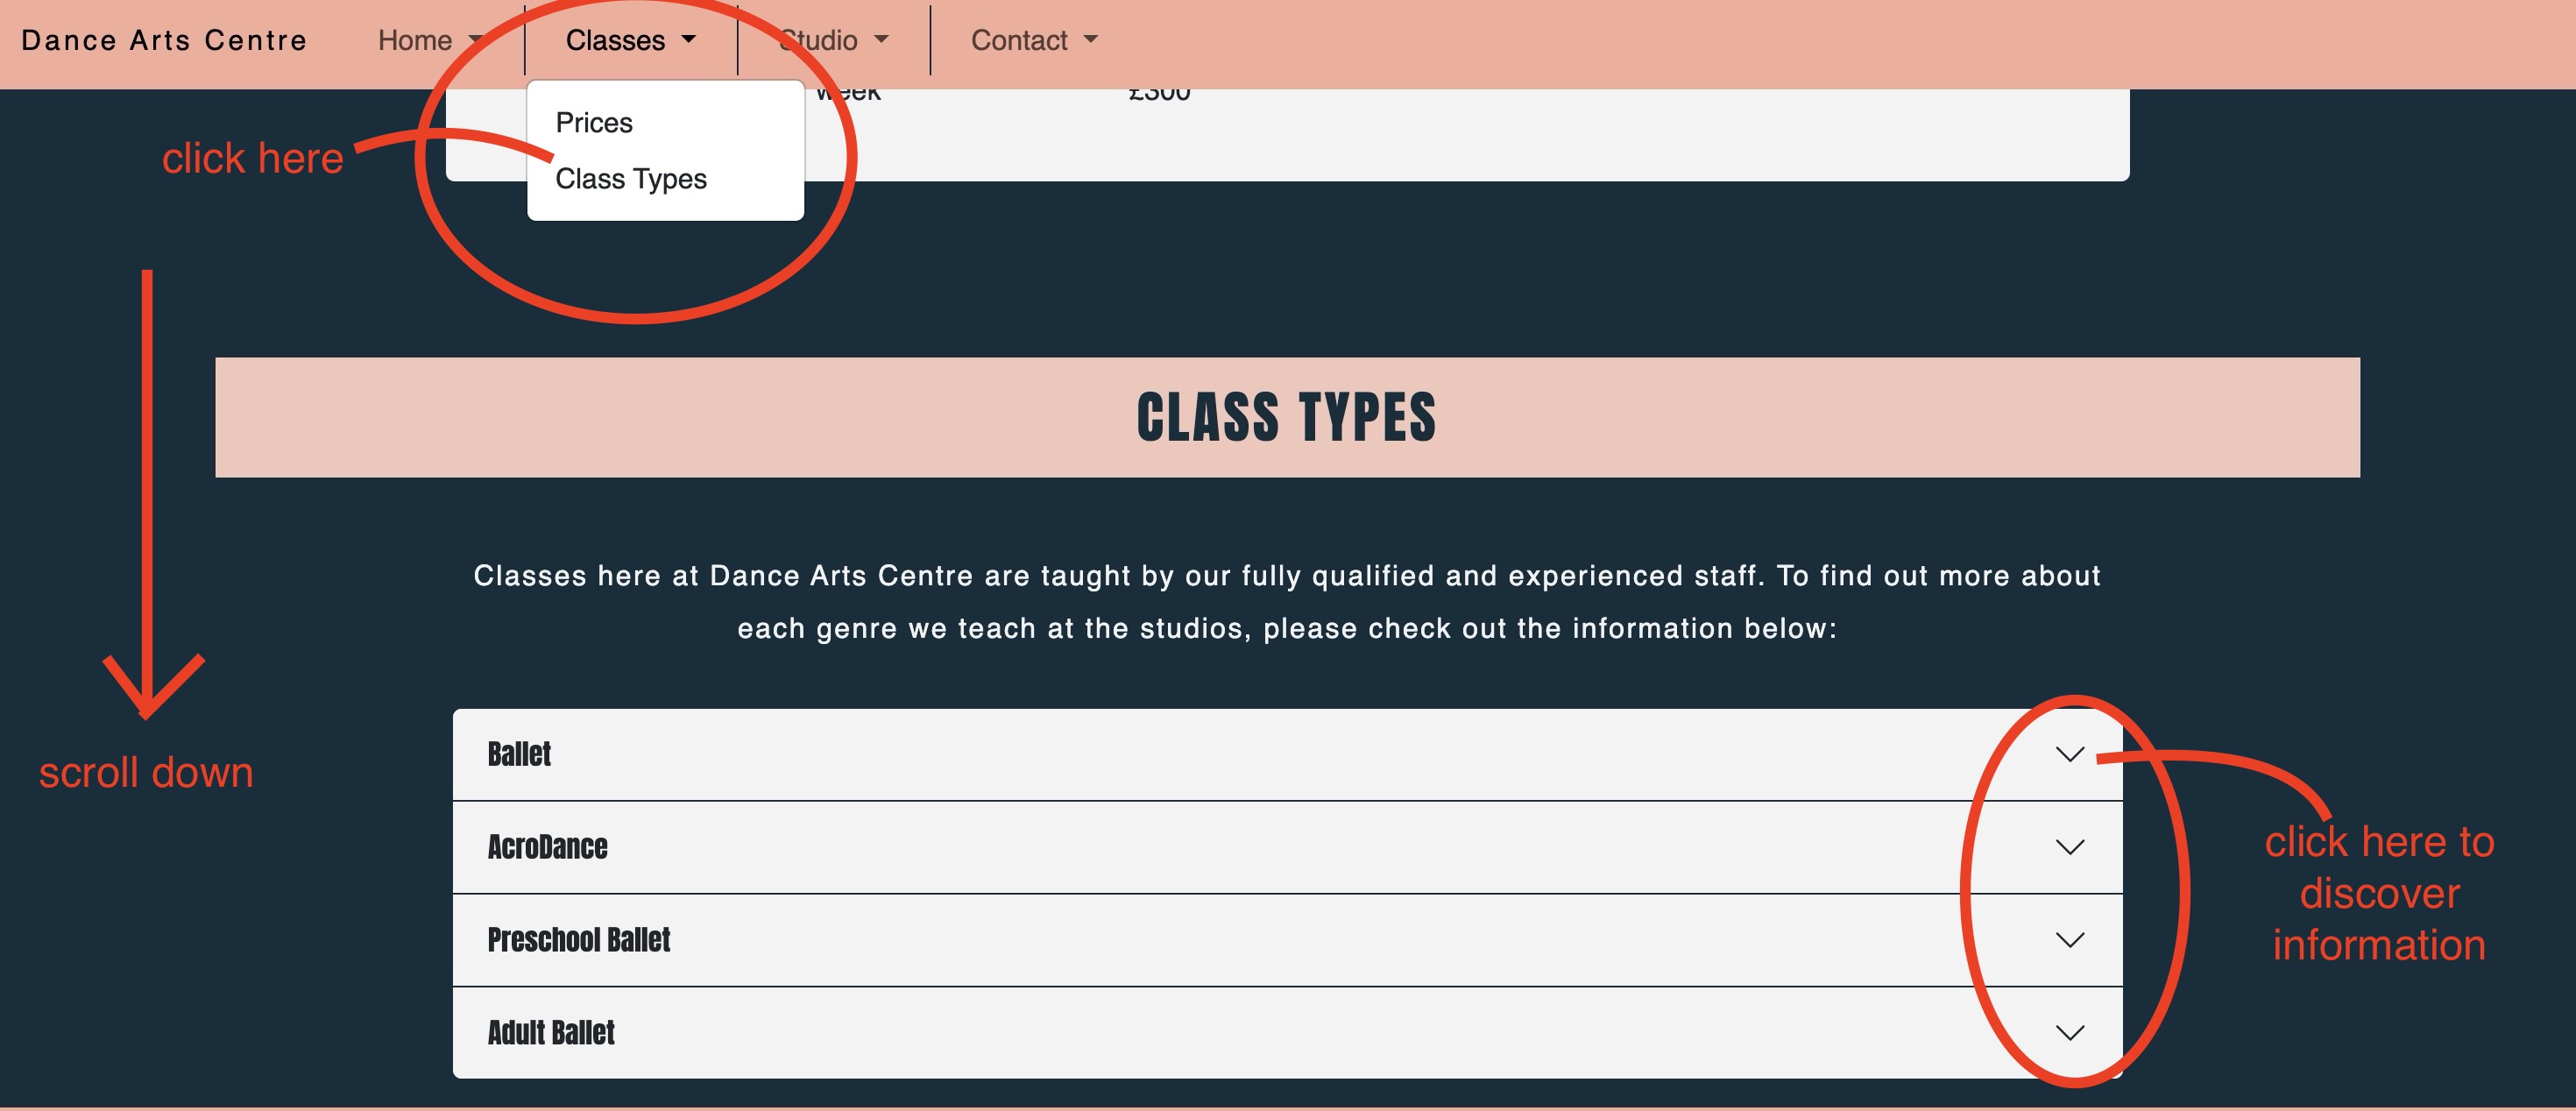 Dance Arts Centre Home Classes Studio Contact
week £300
Prices
click here
Class Types
CLASS TYPES
Classes here at Dance Arts Centre are taught by our fully qualified and experienced staff. To find out more about
each genre we teach at the studios, please check out the information below:
Ballet
scroll down
AcroDance
click here to
discover
information
Preschool Ballet
Adult Ballet